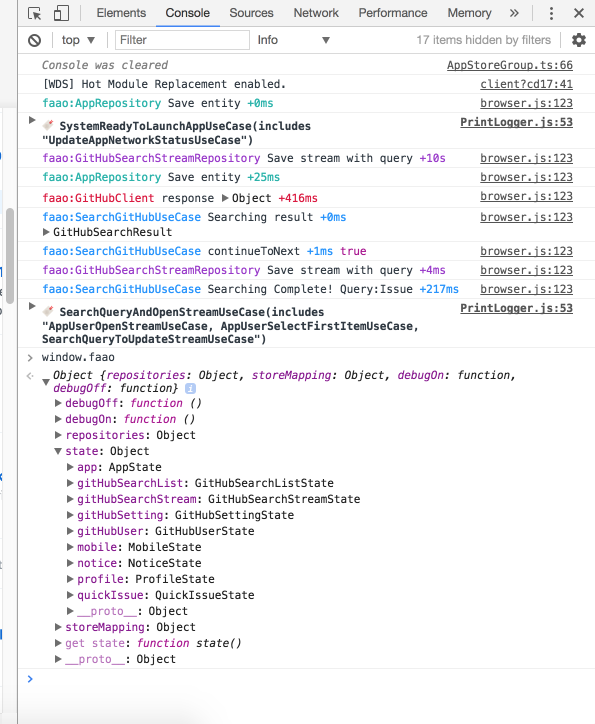 Elements Console Sources Network Performance Memory »
top ▼ Filter Info ▼ 17 items hidden by filters
Console was cleared AppStoreGroup.ts:66
[WDS] Hot Module Replacement enabled. client?cd17:41
faao:AppRepository Save entity +0ms browser.js:123
▶ 🚀 SystemReadyToLaunchAppUseCase(includes PrintLogger.js:53
"UpdateAppNetworkStatusUseCase")
faao:GitHubSearchStreamRepository Save stream with query +10s browser.js:123
faao:AppRepository Save entity +25ms browser.js:123
faao:GitHubClient response ▶Object +416ms browser.js:123
faao:SearchGitHubUseCase Searching result +0ms browser.js:123
▶GitHubSearchResult
faao:SearchGitHubUseCase continueToNext +1ms true browser.js:123
faao:GitHubSearchStreamRepository Save stream with query +4ms browser.js:123
faao:SearchGitHubUseCase Searching Complete! Query:Issue +217ms browser.js:123
▶ 🚀 SearchQueryAndOpenStreamUseCase(includes PrintLogger.js:53
"AppUserOpenStreamUseCase, AppUserSelectFirstItemUseCase,
SearchQueryToUpdateStreamUseCase")
> window.faao
▼ Object {repositories: Object, storeMapping: Object, debugOn: function,
debugOff: function} i
▶debugOff: function ()
▶debugOn: function ()
▶repositories: Object
▼state: Object
▶app: AppState
▶gitHubSearchList: GitHubSearchListState
▶gitHubSearchStream: GitHubSearchStreamState
▶gitHubSetting: GitHubSettingState
▶gitHubUser: GitHubUserState
▶mobile: MobileState
▶notice: NoticeState
▶profile: ProfileState
▶quickIssue: QuickIssueState
▶__proto__: Object
▶storeMapping: Object
▶get state: function state()
▶__proto__: Object
>